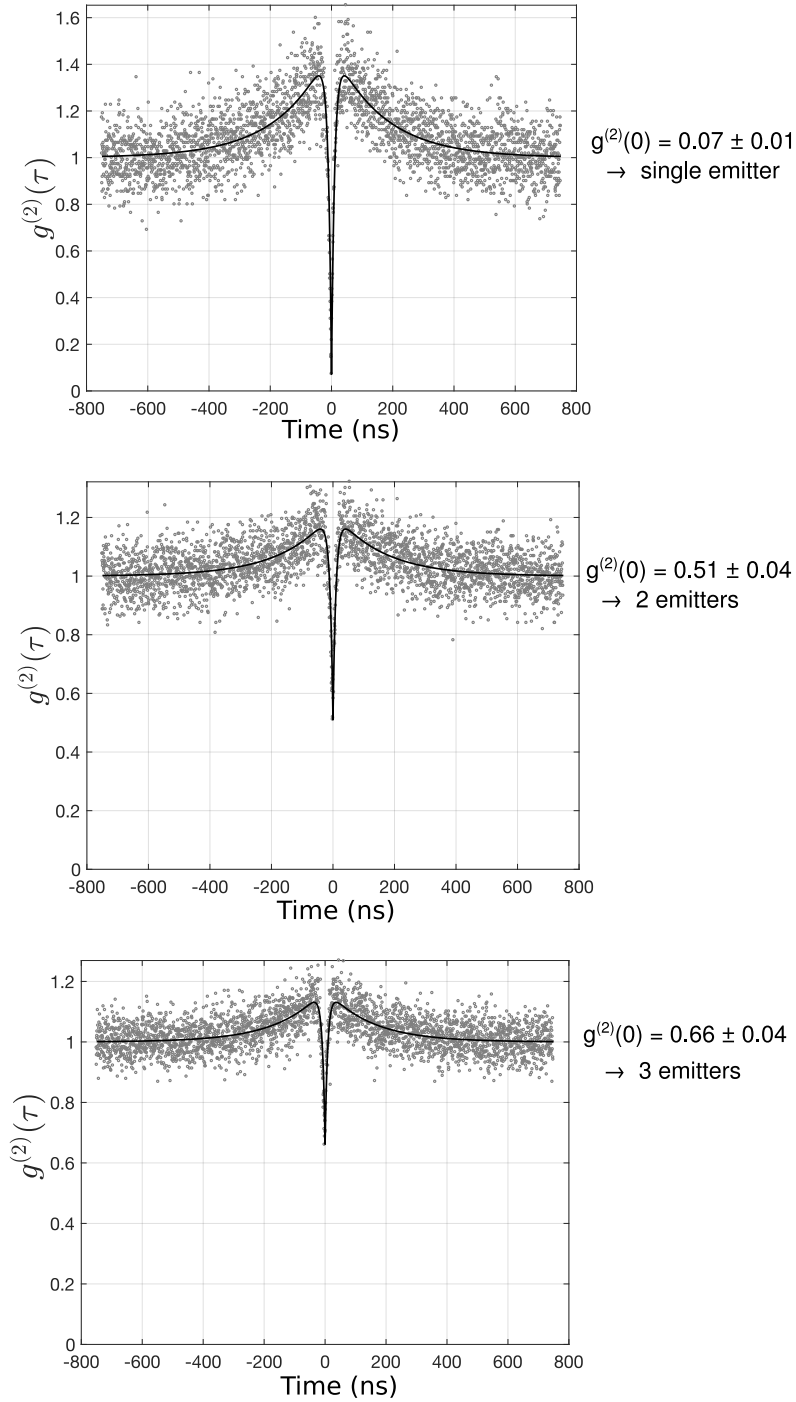 1.6
1.4
1.2
1
0.8
0.6
0.4
0.2
0
g(2)(τ)
-800 -600 -400 -200 0 200 400 600 800
Time (ns)
g(2)(0) = 0.07 ± 0.01
→ single emitter
1.2
1
0.8
0.6
0.4
0.2
0
g(2)(τ)
-800 -600 -400 -200 0 200 400 600 800
Time (ns)
g(2)(0) = 0.51 ± 0.04
→ 2 emitters
1.2
1
0.8
0.6
0.4
0.2
0
g(2)(τ)
-800 -600 -400 -200 0 200 400 600 800
Time (ns)
g(2)(0) = 0.66 ± 0.04
→ 3 emitters